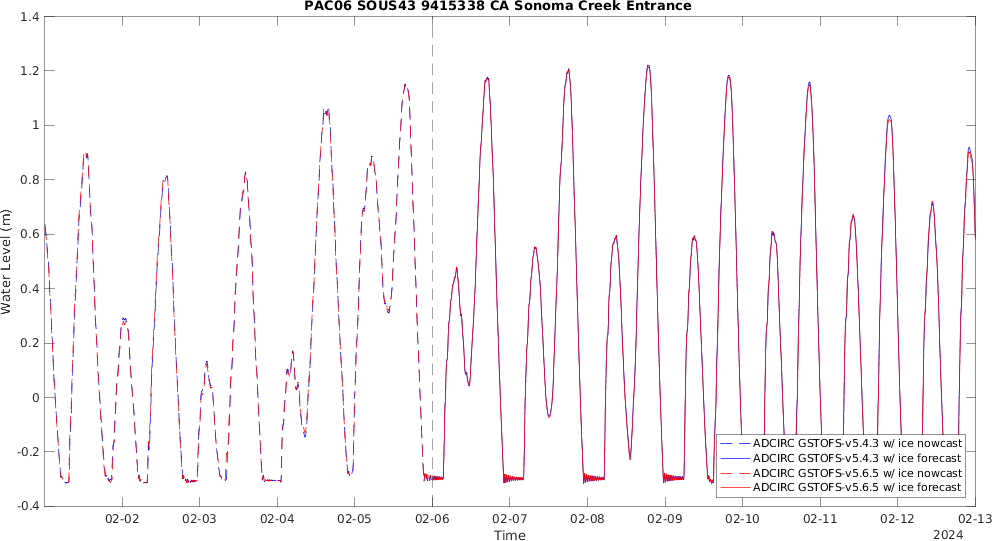 PAC06 SOUS43 9415338 CA Sonoma Creek Entrance
1.4
1.2
1
0.8
0.6
0.4
0.2
0
-0.2
-0.4
Water Level (m)
ADCIRC GSTOFS-v5.4.3 w/ ice nowcast
ADCIRC GSTOFS-v5.4.3 w/ ice forecast
ADCIRC GSTOFS-v5.6.5 w/ ice nowcast
ADCIRC GSTOFS-v5.6.5 w/ ice forecast
02-02 02-03 02-04 02-05 02-06 02-07 02-08 02-09 02-10 02-11 02-12 02-13
Time
2024